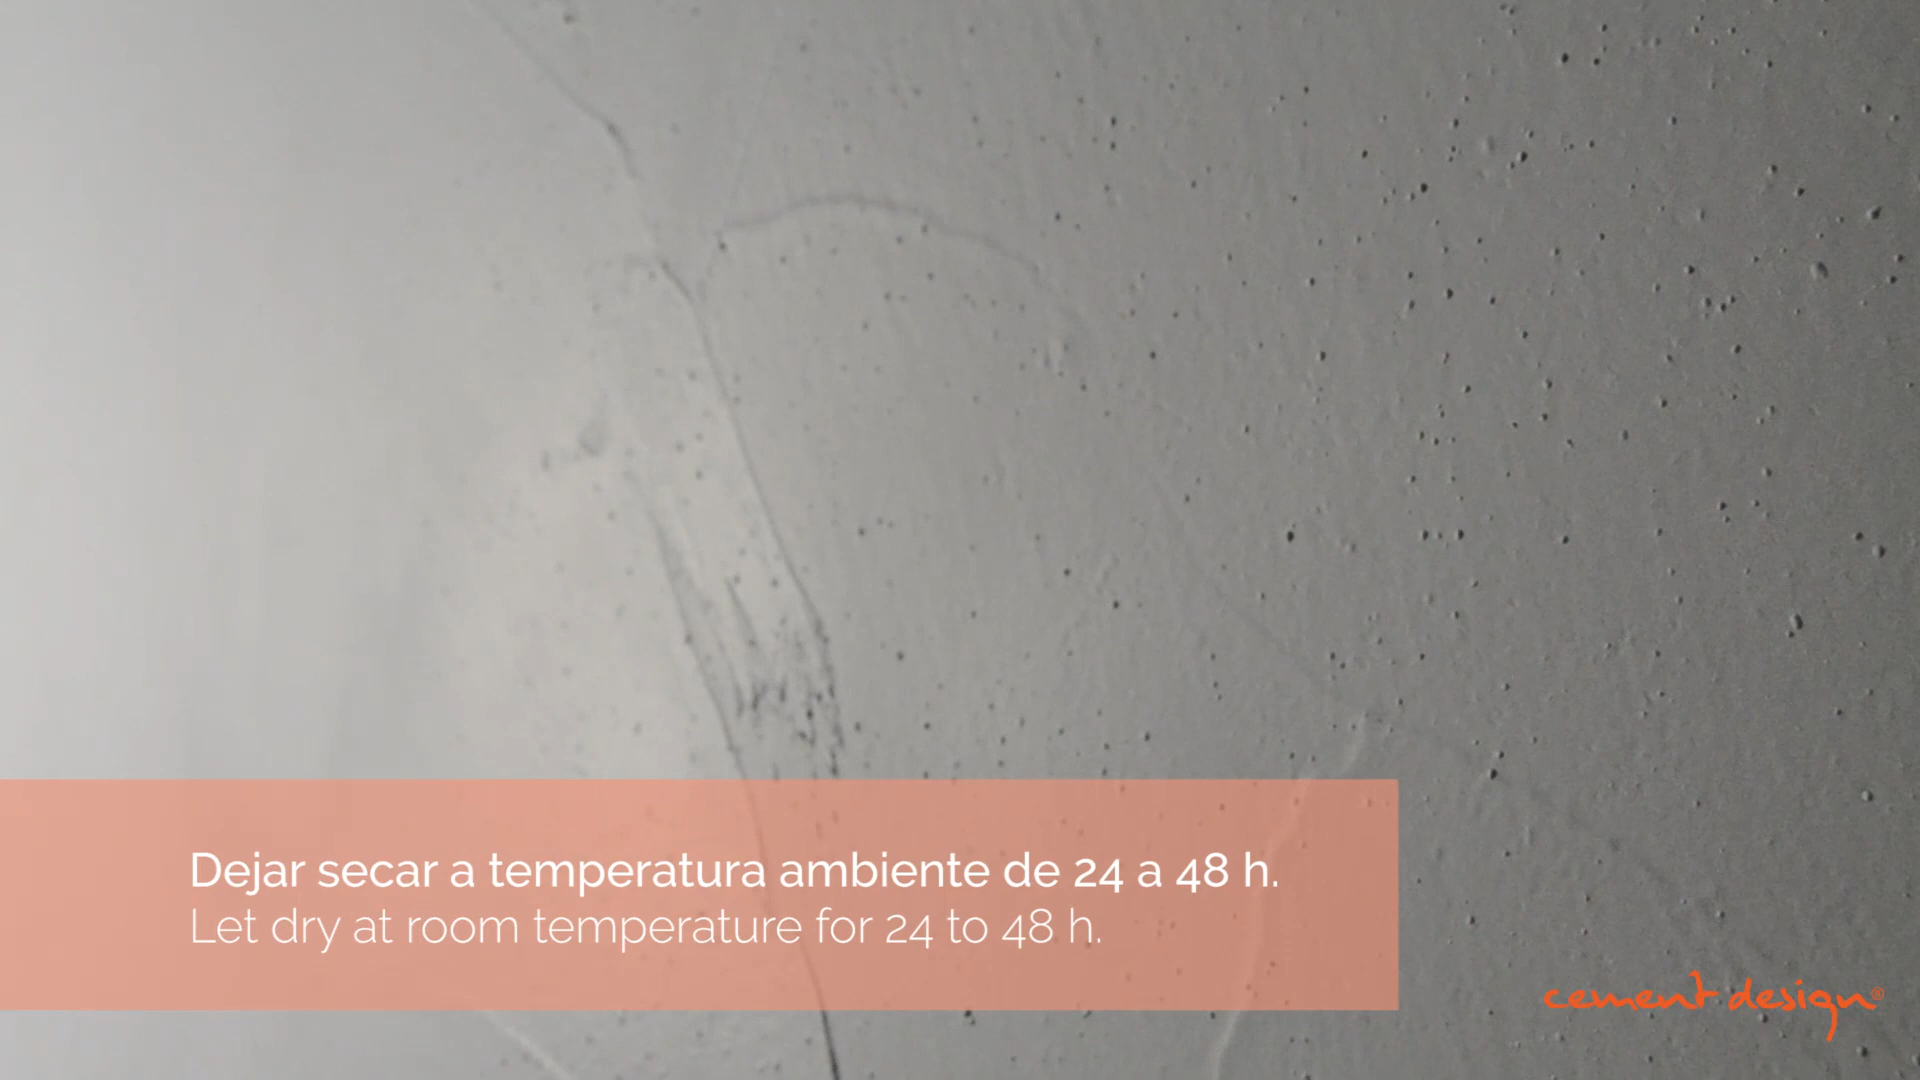 Dejar secar a temperatura ambiente de 24 a 48 h.
Let dry at room temperature for 24 to 48 h.
cement design®